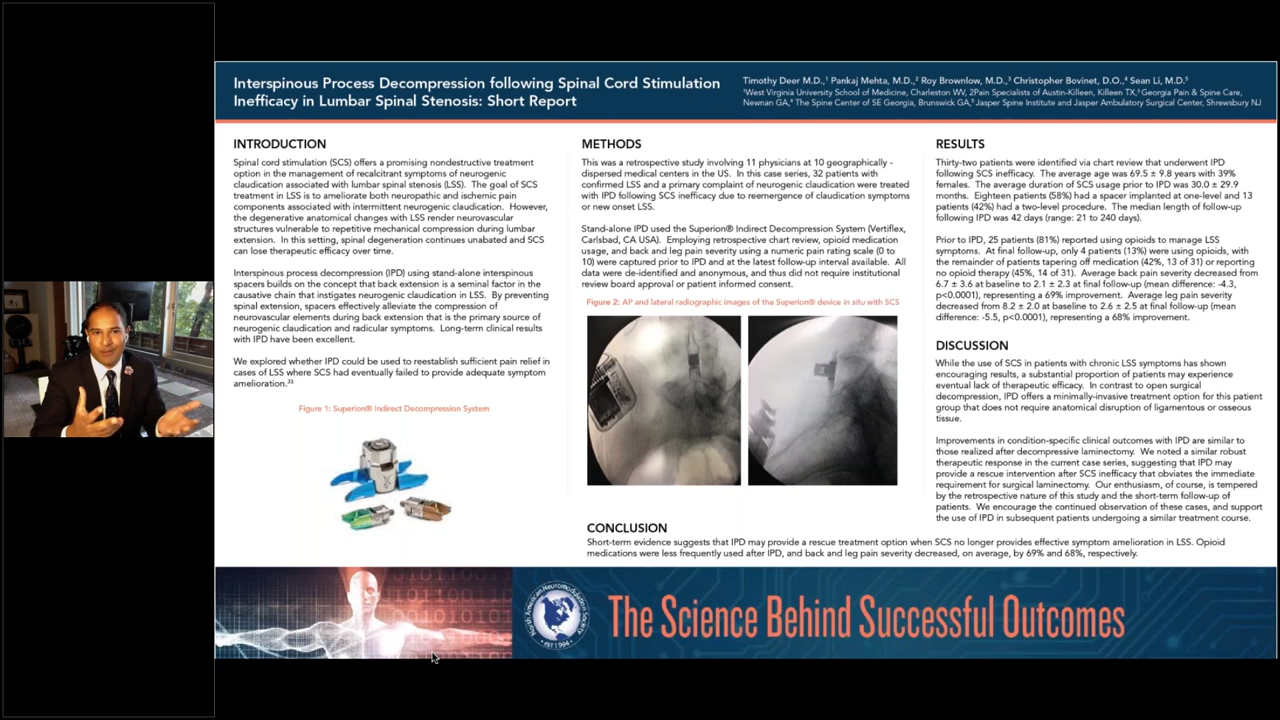 Interspinous Process Decompression following Spinal Cord Stimulation
Inefficacy in Lumbar Spinal Stenosis: Short Report
Timothy Deer M.D.,¹ Pankaj Mehta, M.D.,² Roy Brownlow, M.D.,³ Christopher Bovinet, D.O.,⁴ Sean Li, M.D.⁵
¹West Virginia University School of Medicine, Charleston WV, 2Pain Specialists of Austin-Killeen, Killeen TX,³ Georgia Pain & Spine Care,
Newnan GA,⁴ The Spine Center of SE Georgia, Brunswick GA,⁵ Jasper Spine Institute and Jasper Ambulatory Surgical Center, Shrewsbury NJ
INTRODUCTION
Spinal cord stimulation (SCS) offers a promising nondestructive treatment
option in the management of recalcitrant symptoms of neurogenic
claudication associated with lumbar spinal stenosis (LSS). The goal of SCS
treatment in LSS is to ameliorate both neuropathic and ischemic pain
components associated with intermittent neurogenic claudication. However,
the degenerative anatomical changes with LSS render neurovascular
structures vulnerable to repetitive mechanical compression during lumbar
extension. In this setting, spinal degeneration continues unabated and SCS
can lose therapeutic efficacy over time.
Interspinous process decompression (IPD) using stand-alone interspinous
spacers builds on the concept that back extension is a seminal factor in the
causative chain that instigates neurogenic claudication in LSS. By preventing
spinal extension, spacers effectively alleviate the compression of
neurovascular elements during back extension that is the primary source of
neurogenic claudication and radicular symptoms. Long-term clinical results
with IPD have been excellent.
We explored whether IPD could be used to reestablish sufficient pain relief in
cases of LSS where SCS had eventually failed to provide adequate symptom
amelioration.³³
Figure 1: Superion® Indirect Decompression System
METHODS
This was a retrospective study involving 11 physicians at 10 geographically -
dispersed medical centers in the US. In this case series, 32 patients with
confirmed LSS and a primary complaint of neurogenic claudication were treated
with IPD following SCS inefficacy due to reemergence of claudication symptoms
or new onset LSS.
Stand-alone IPD used the Superion® Indirect Decompression System (Vertiflex,
Carlsbad, CA USA). Employing retrospective chart review, opioid medication
usage, and back and leg pain severity using a numeric pain rating scale (0 to
10) were captured prior to IPD and at the latest follow-up interval available. All
data were de-identified and anonymous, and thus did not require institutional
review board approval or patient informed consent.
Figure 2: AP and lateral radiographic images of the Superion® device in situ with SCS
RESULTS
Thirty-two patients were identified via chart review that underwent IPD
following SCS inefficacy. The average age was 69.5 ± 9.8 years with 39%
females. The average duration of SCS usage prior to IPD was 30.0 ± 29.9
months. Eighteen patients (58%) had a spacer implanted at one-level and 13
patients (42%) had a two-level procedure. The median length of follow-up
following IPD was 42 days (range: 21 to 240 days).
Prior to IPD, 25 patients (81%) reported using opioids to manage LSS
symptoms. At final follow-up, only 4 patients (13%) were using opioids, with
the remainder of patients tapering off medication (42%, 13 of 31) or reporting
no opioid therapy (45%, 14 of 31). Average back pain severity decreased from
6.7 ± 3.6 at baseline to 2.1 ± 2.3 at final follow-up (mean difference: -4.3,
p<0.0001), representing a 69% improvement. Average leg pain severity
decreased from 8.2 ± 2.0 at baseline to 2.6 ± 2.5 at final follow-up (mean
difference: -5.5, p<0.0001), representing a 68% improvement.
DISCUSSION
While the use of SCS in patients with chronic LSS symptoms has shown
encouraging results, a substantial proportion of patients may experience
eventual lack of therapeutic efficacy. In contrast to open surgical
decompression, IPD offers a minimally-invasive treatment option for this patient
group that does not require anatomical disruption of ligamentous or osseous
tissue.
Improvements in condition-specific clinical outcomes with IPD are similar to
those realized after decompressive laminectomy. We noted a similar robust
therapeutic response in the current case series, suggesting that IPD may
provide a rescue intervention after SCS inefficacy that obviates the immediate
requirement for surgical laminectomy. Our enthusiasm, of course, is tempered
by the retrospective nature of this study and the short-term follow-up of
patients. We encourage the continued observation of these cases, and support
the use of IPD in subsequent patients undergoing a similar treatment course.
CONCLUSION
Short-term evidence suggests that IPD may provide a rescue treatment option when SCS no longer provides effective symptom amelioration in LSS. Opioid
medications were less frequently used after IPD, and back and leg pain severity decreased, on average, by 69% and 68%, respectively.
North American Neuromodulation Society
• EST 1994 •
The Science Behind Successful Outcomes